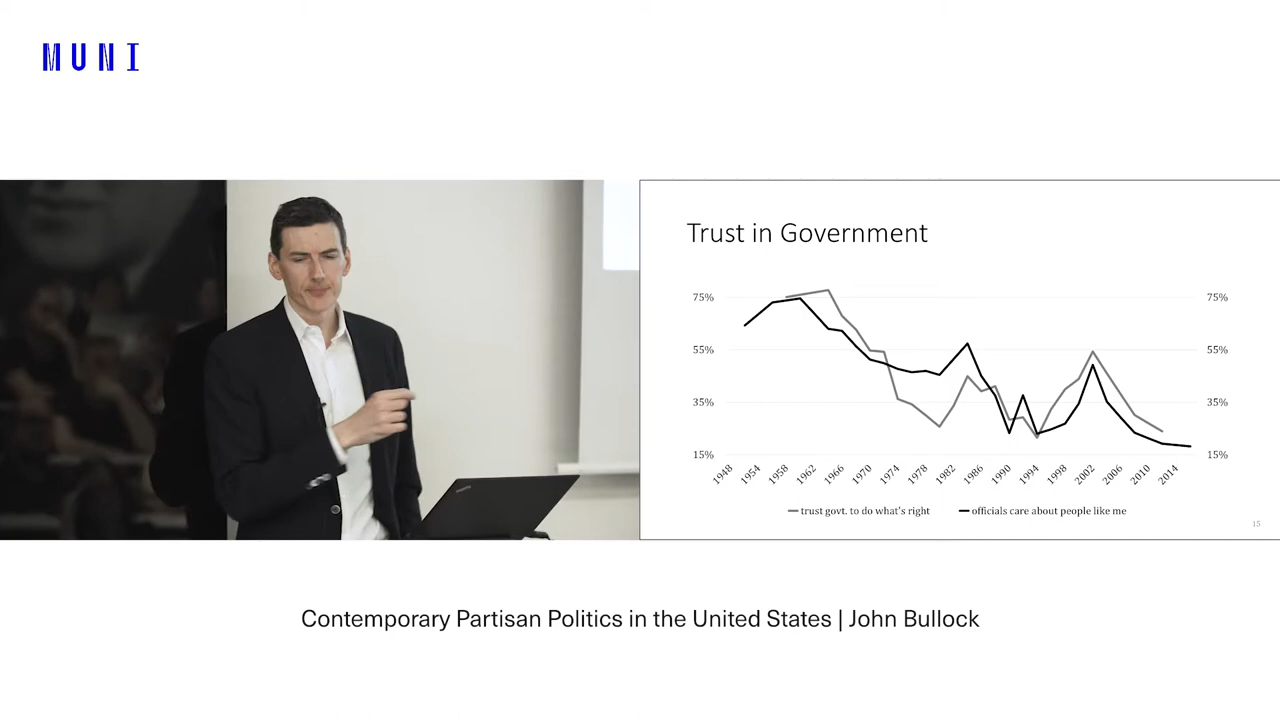 MUNI
Trust in Government
75%
75%
55%
55%
35%
35%
15%
15%
1948 1954 1958 1962 1966 1970 1974 1978 1982 1986 1990 1994 1998 2002 2006 2010 2014
trust govt. to do what's right officials care about people like me
15
Contemporary Partisan Politics in the United States | John Bullock